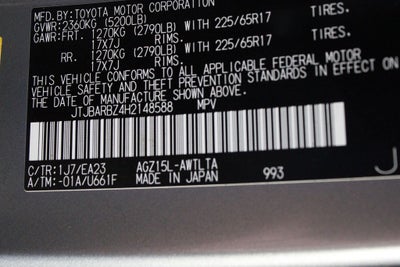 MFD.BY: TOYOTA MOTOR CORPORATION
GVWR: 2360KG (5200LB)
GAWR: FRT. 1270KG (2790LB) WITH 225/65R17 TIRES.
17X7J RIMS.
RR. 1270KG (2790LB) WITH 225/65R17 TIRES.
17X7J RIMS.
THIS VEHICLE CONFORMS TO ALL APPLICABLE FEDERAL MOTOR
VEHICLE SAFETY AND THEFT PREVENTION STANDARDS IN EFFECT
ON THE DATE OF MANUFACTURE SHOWN ABOVE.
JTJBARBZ4H2148588 MPV
C/TR: 1J7/EA23 AGZ15L-AWTLTA
A/TM: -01A/U661F MADE IN JAPAN 993
J